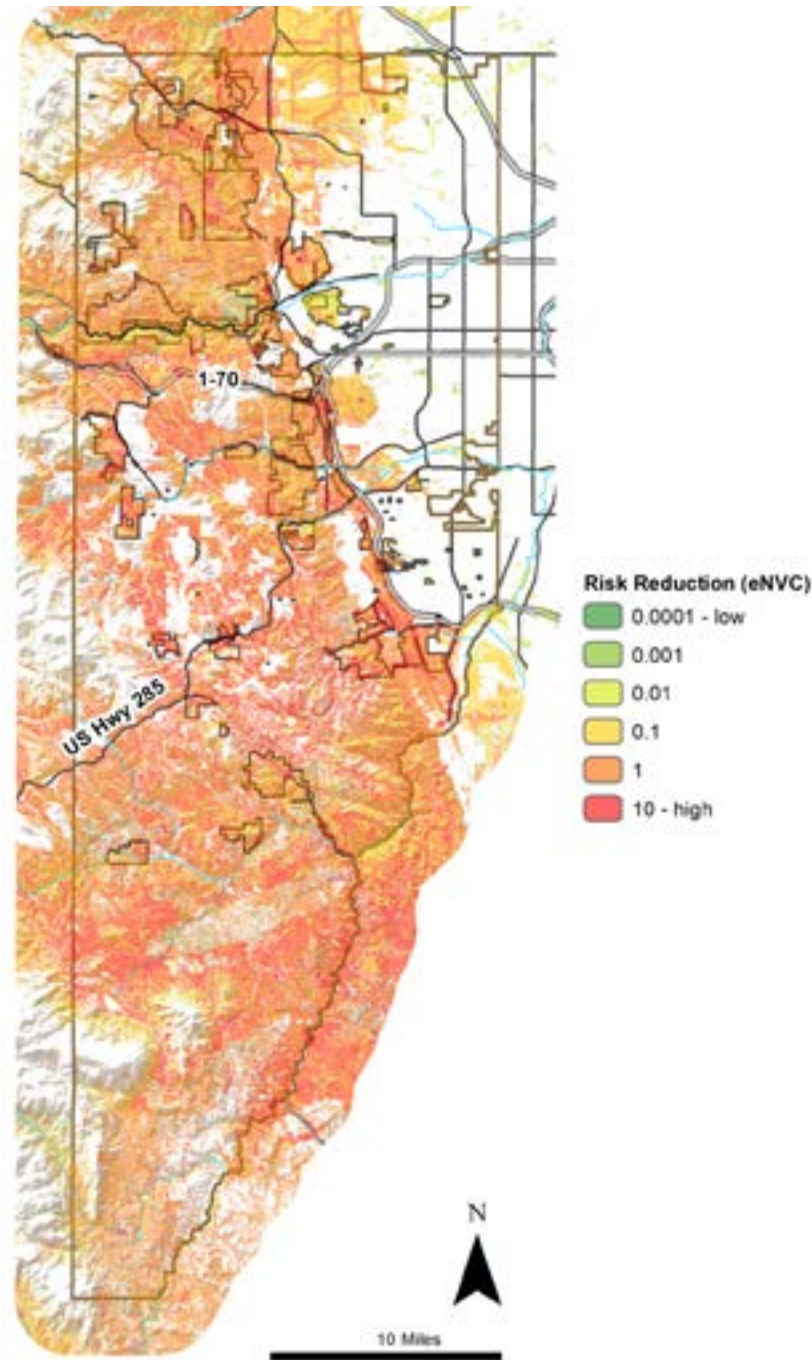 1-70
US Hwy 285
Risk Reduction (eNVC)
0.0001 - low
0.001
0.01
0.1
1
10 - high
N
10 Miles